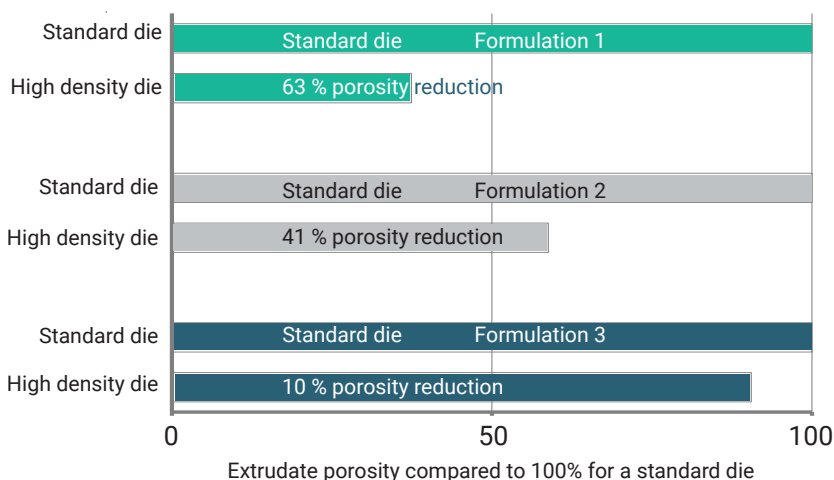 Standard die Standard die Formulation 1
High density die 63 % porosity reduction
Standard die Standard die Formulation 2
High density die 41 % porosity reduction
Standard die Standard die Formulation 3
High density die 10 % porosity reduction
0 50 100
Extrudate porosity compared to 100% for a standard die